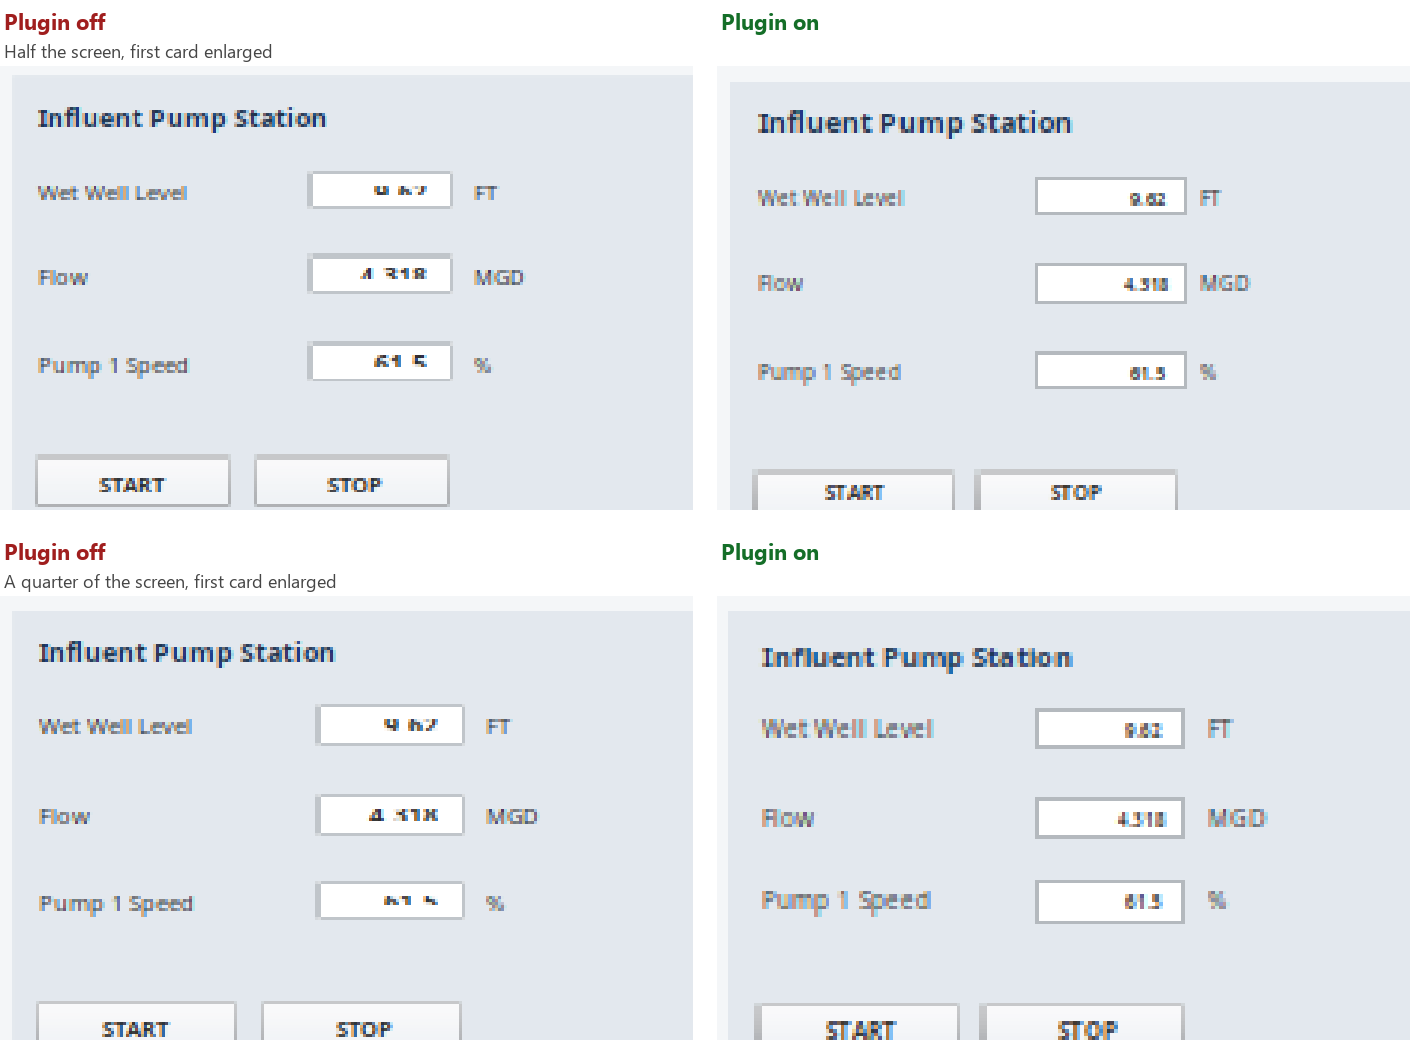 Plugin off
Half the screen, first card enlarged
Influent Pump Station
Wet Well Level FT
Flow 4.318 MGD
Pump 1 Speed 61.5 %
START STOP
Plugin on
Influent Pump Station
Wet Well Level 9.62 FT
Flow 4.318 MGD
Pump 1 Speed 61.5 %
START STOP
Plugin off
A quarter of the screen, first card enlarged
Influent Pump Station
Wet Well Level FT
Flow MGD
Pump 1 Speed %
START STOP
Plugin on
Influent Pump Station
Wet Well Level 9.62 FT
Flow 4.318 MGD
Pump 1 Speed 61.5 %
START STOP